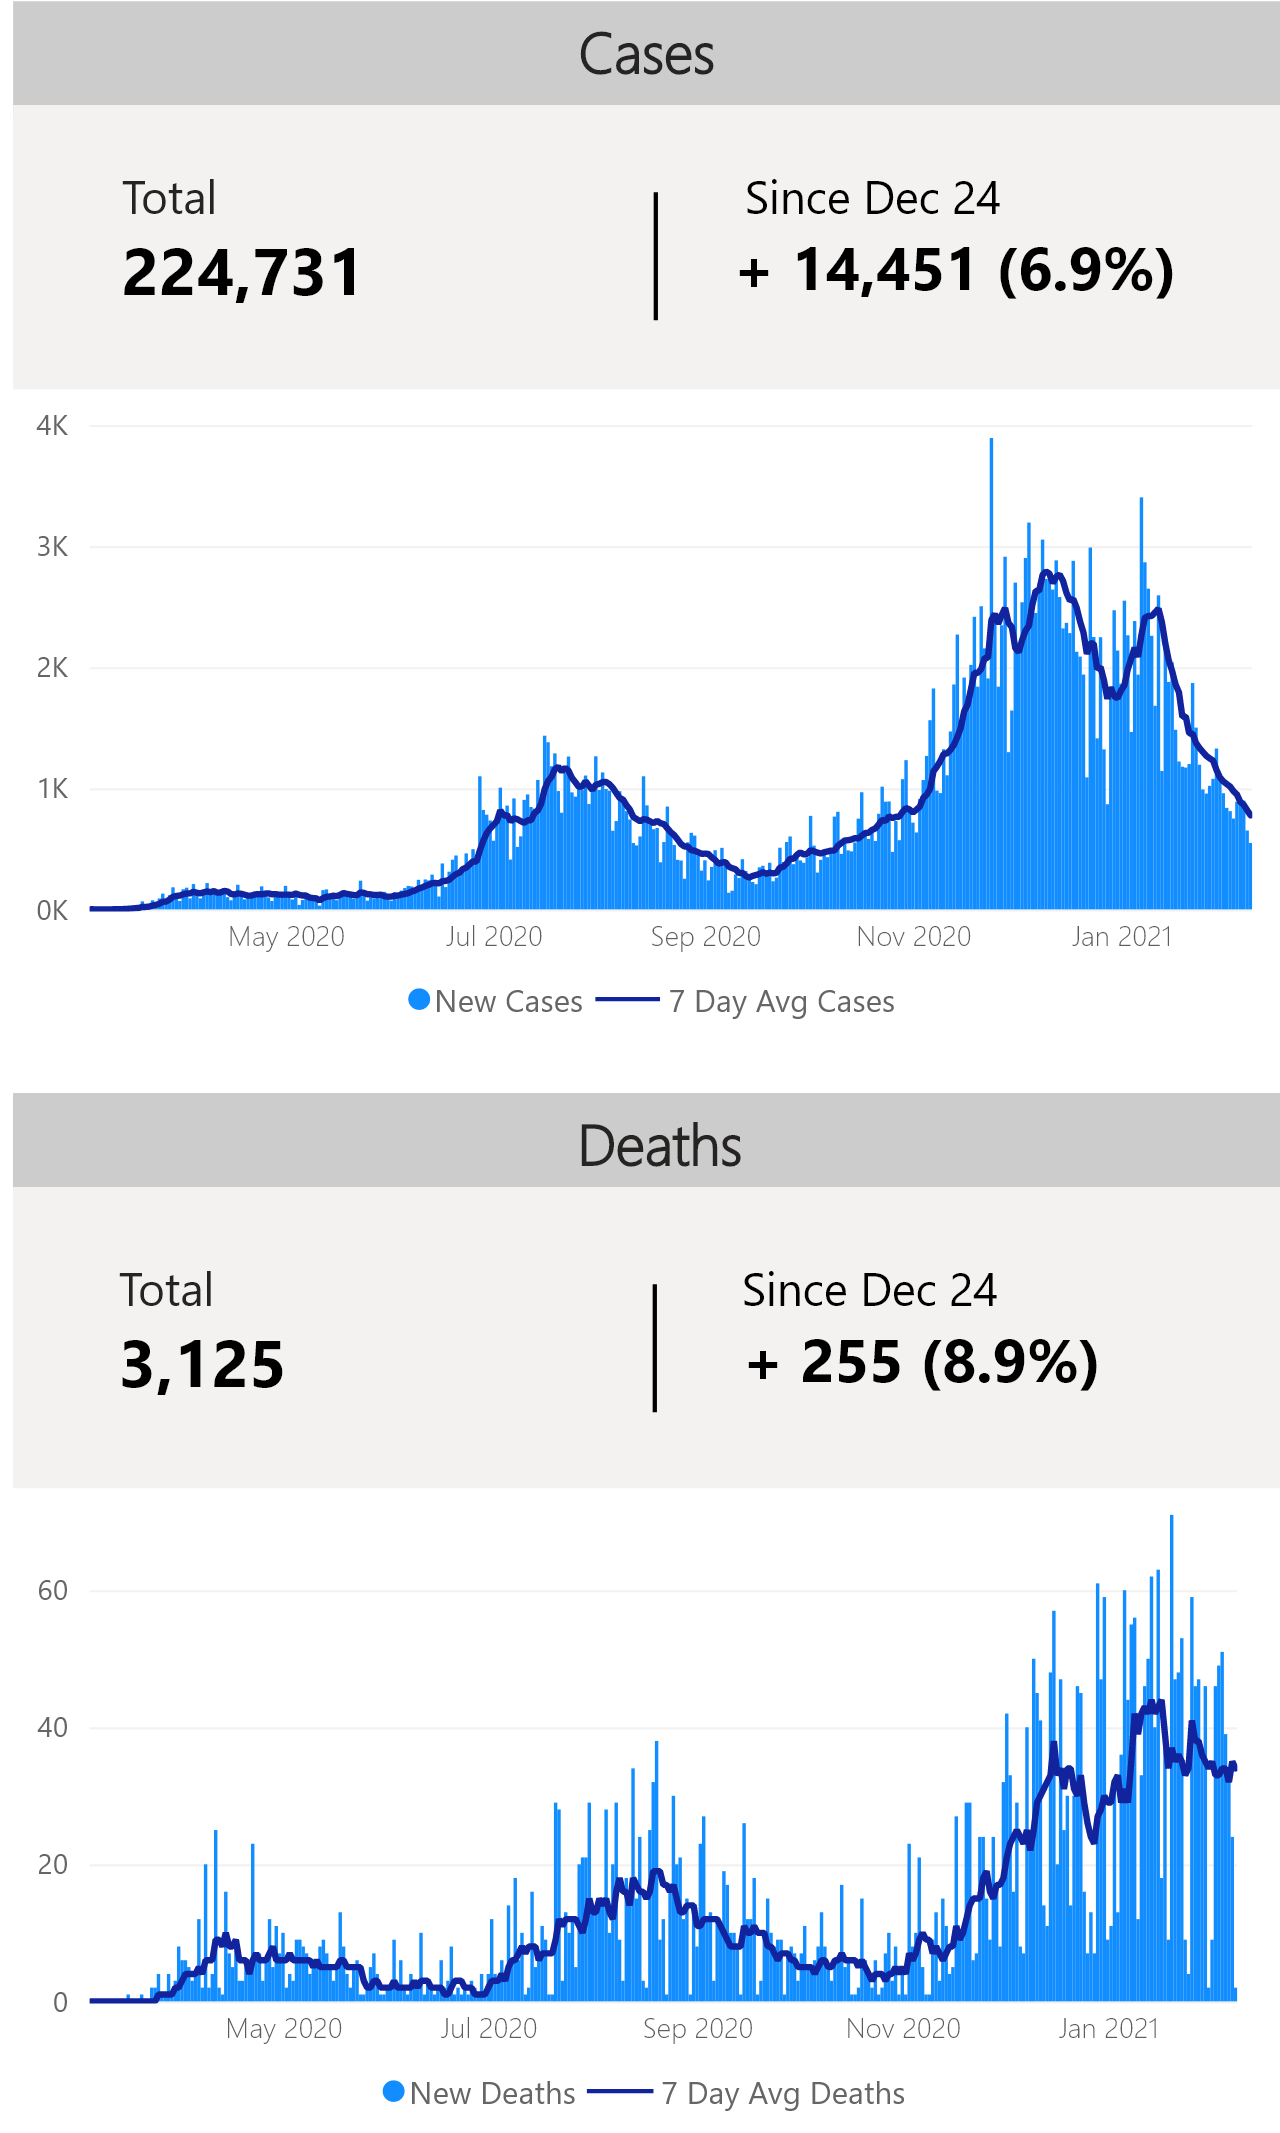 Cases
Total
Since Dec 24
224,731
+ 14,451 (6.9%)
4K
3K
2K
1K
0K
May 2020
Jul 2020
Sep 2020
Nov 2020
Jan 2021
New Cases
7 Day Avg Cases
Deaths
Total
Since Dec 24
3,125
+ 255 (8.9%)
60
40
20
0
May 2020
Jul 2020
Sep 2020
Nov 2020
Jan 2021
New Deaths
7 Day Avg Deaths